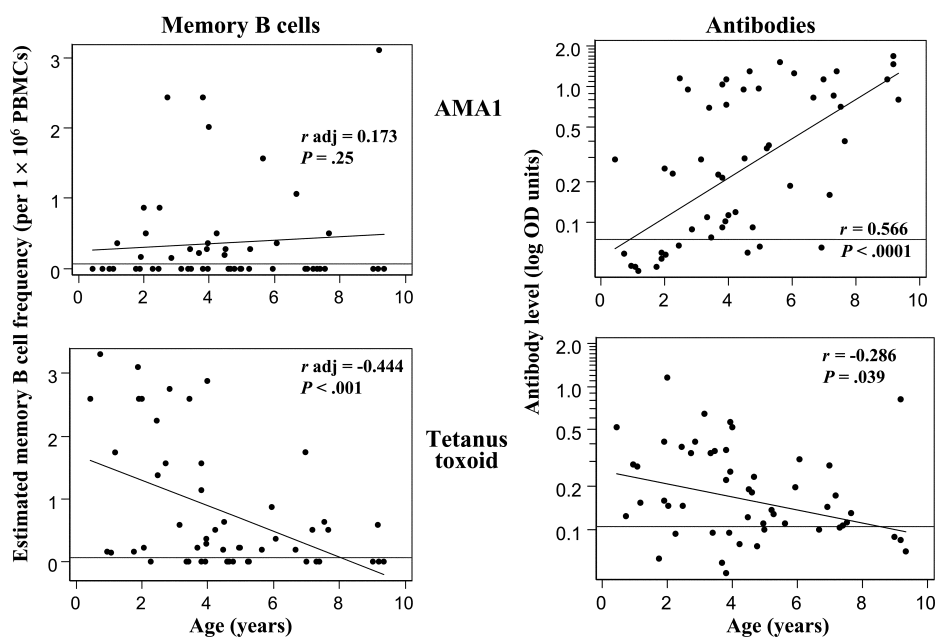 Memory B cells
Antibodies
Estimated memory B cell frequency (per 1 × 10⁶ PBMCs)
3
2
1
0
r adj = 0.173
P = .25
0 2 4 6 8 10
AMA1
Antibody level (log OD units)
2.0
1.0
0.5
0.2
0.1
r = 0.566
P < .0001
0 2 4 6 8 10
3
2
1
0
r adj = -0.444
P < .001
0 2 4 6 8 10
Age (years)
Tetanus
toxoid
2.0
1.0
0.5
0.2
0.1
r = -0.286
P = .039
0 2 4 6 8 10
Age (years)